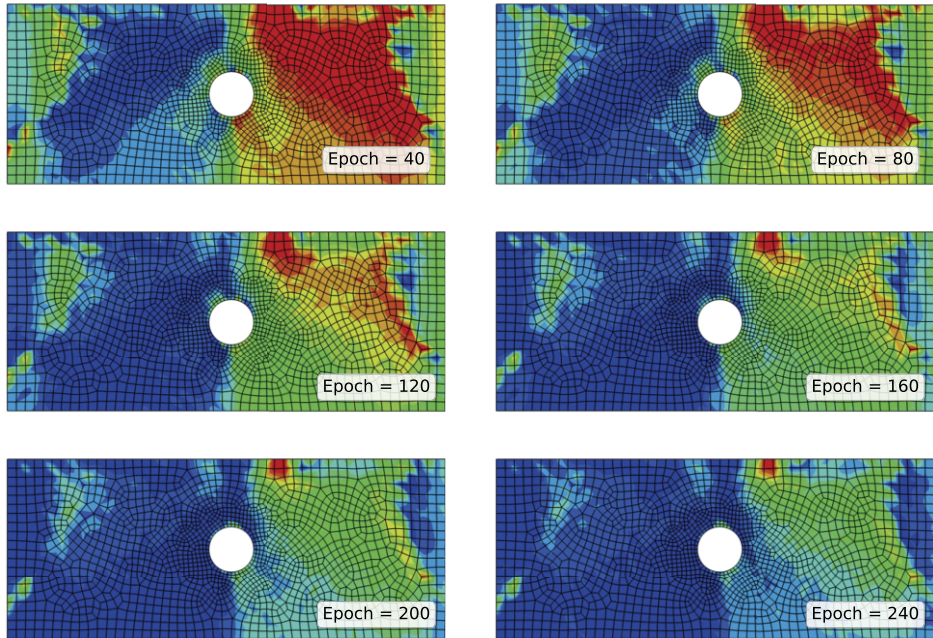 Epoch = 40
Epoch = 80
Epoch = 120
Epoch = 160
Epoch = 200
Epoch = 240